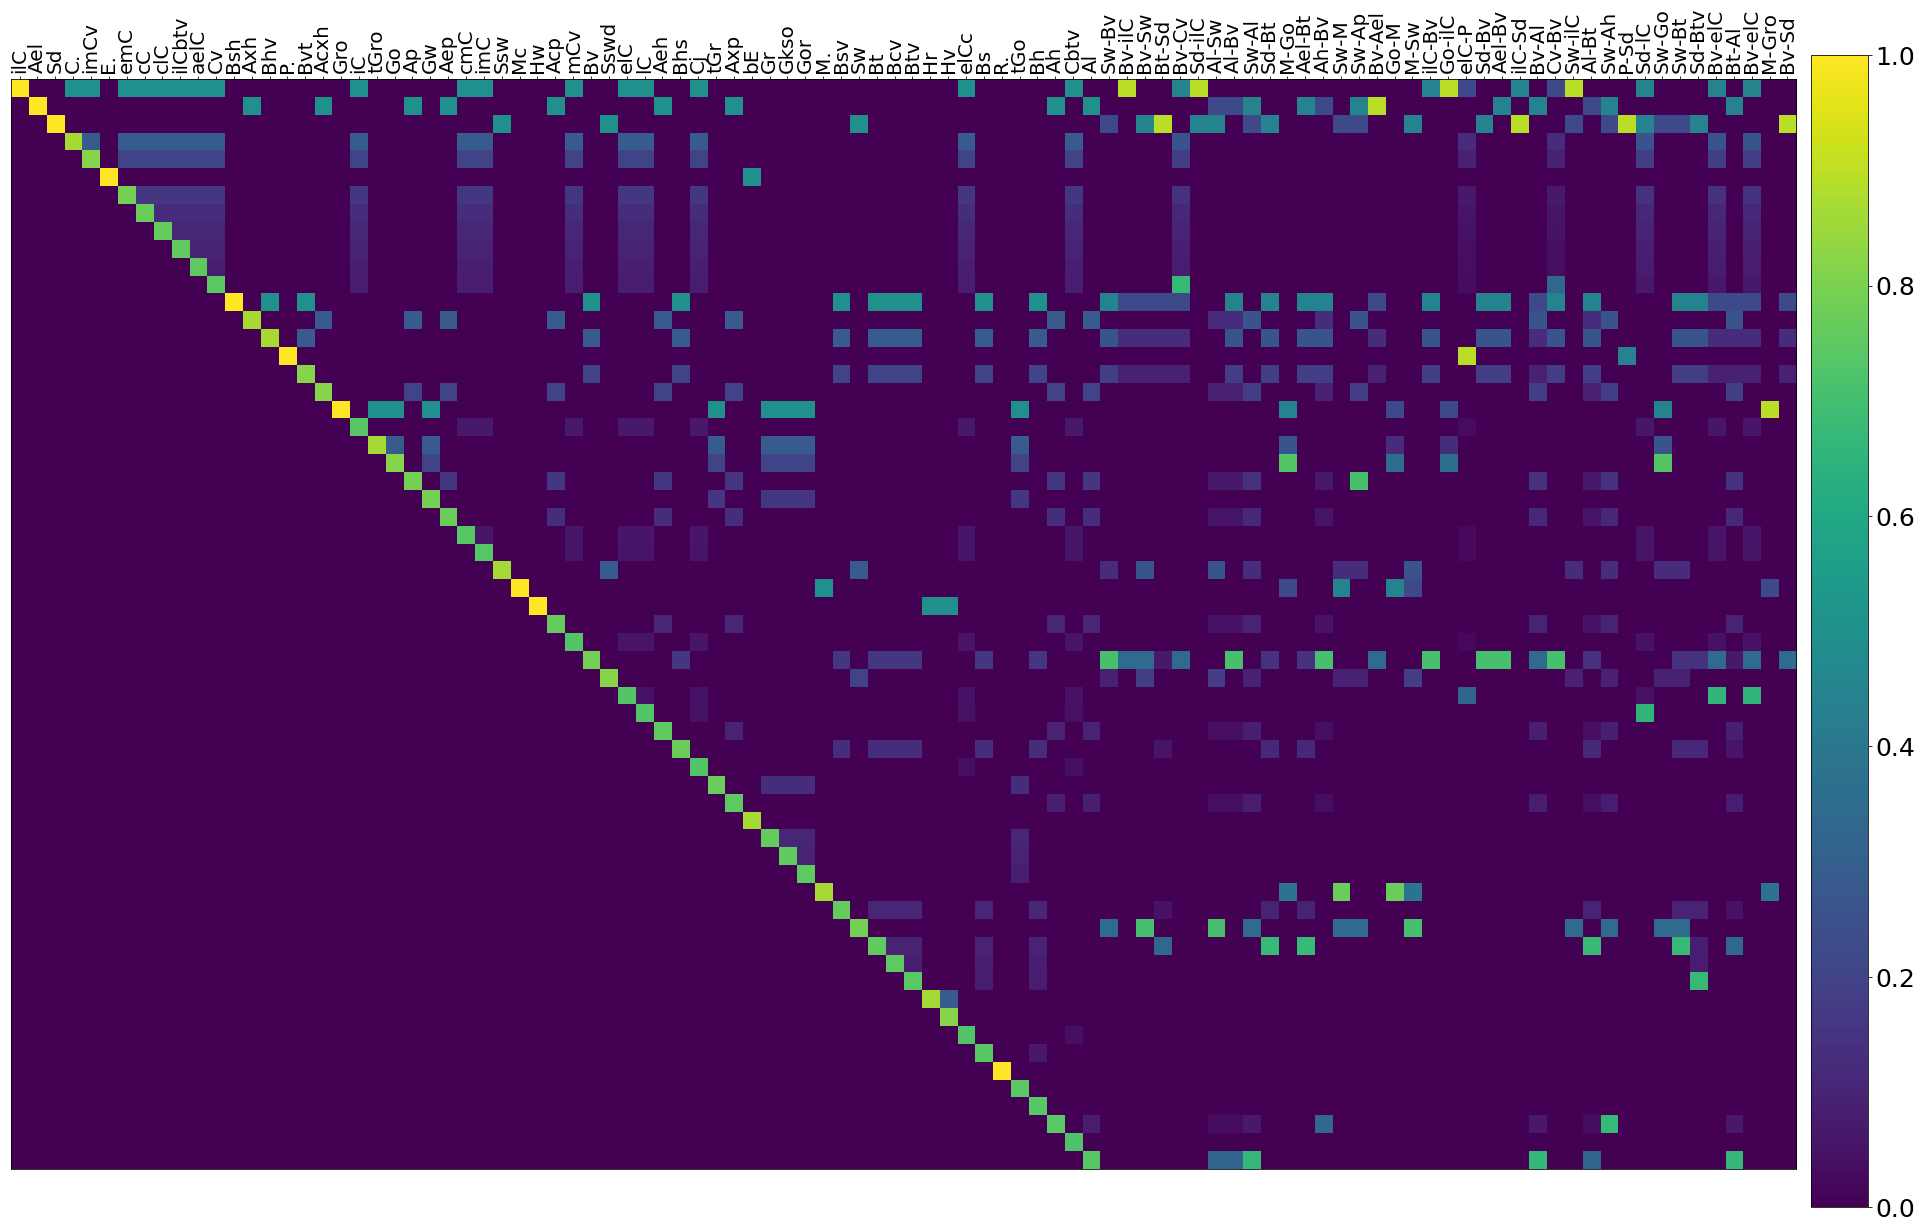 ilC
Ael
Sd
C.
imCv
E.
emC
cC
clC
ilCbtv
aelC
Cv
Bsh
Axh
Bhv
P.
Bvt
Acxh
Gro
iC
tGro
Go
Ap
Gw
Aep
cmC
imC
Ssw
Mc
Hw
Acp
mCv
Bv
Sswd
elC
lC
Aeh
Bhs
Cj
tGr
Axp
bE
Gr
Gkso
Gor
M.
Bsv
Sw
Bt
Bcv
Btv
Hr
Hv
elCc
Bs
R.
tGo
Bh
Ah
Cbtv
Al
Sw-Bv
Bv-ilC
Bv-Sw
Bt-Sd
Bv-Cv
Sd-ilC
Al-Sw
Al-Bv
Sw-Al
Sd-Bt
M-Go
Ael-Bt
Ah-Bv
Sw-M
Sw-Ap
Bv-Ael
Go-M
M-Sw
ilC-Bv
Go-ilC
elC-P
Sd-Bv
Ael-Bv
ilC-Sd
Bv-Al
Cv-Bv
Sw-ilC
Al-Bt
Sw-Ah
P-Sd
Sd-lC
Sw-Go
Sw-Bt
Sd-Btv
Bv-elC
Bt-Al
Bv-elC
M-Gro
Bv-Sd
1.0
0.8
0.6
0.4
0.2
0.0